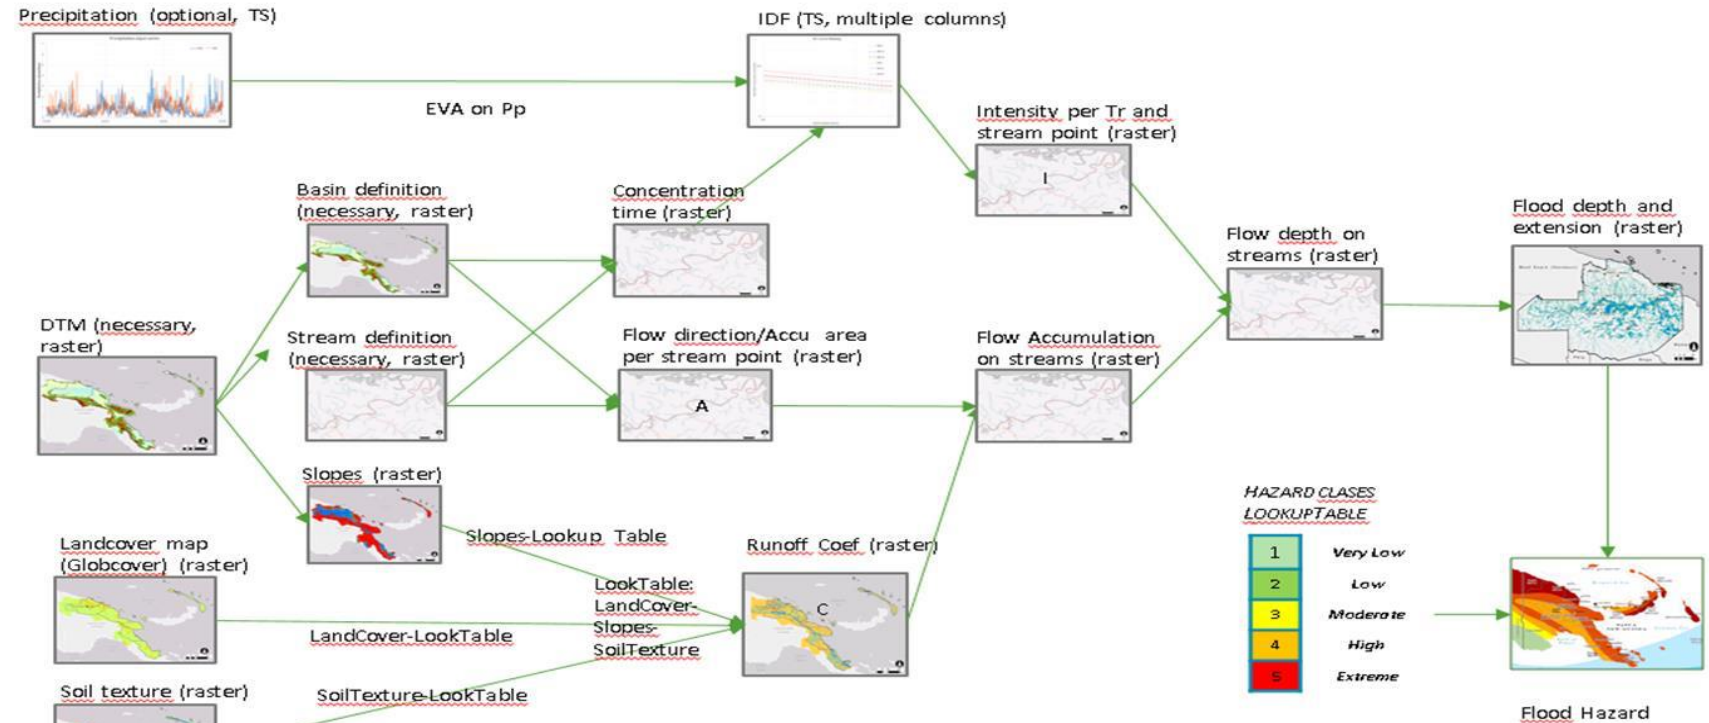 Precipitation (optional, TS)
IDF (TS, multiple columns)
EVA on Pp
Intensity per Tr and
stream point (raster)
I
Basin definition
(necessary, raster)
Concentration
time (raster)
Flood depth and
extension (raster)
Flow depth on
streams (raster)
DTM (necessary,
raster)
Stream definition
(necessary, raster)
Flow direction/Accu area
per stream point (raster)
A
Flow Accumulation
on streams (raster)
Slopes (raster)
Slopes-Lookup Table
Landcover map
(Globcover) (raster)
LandCover-LookTable
LookTable:
LandCover-
Slopes-
SoilTexture
Runoff Coef (raster)
C
Soil texture (raster)
SoilTexture-LookTable
HAZARD CLASES
LOOKUPTABLE
1 Very Low
2 Low
3 Moderate
4 High
5 Extreme
Flood Hazard